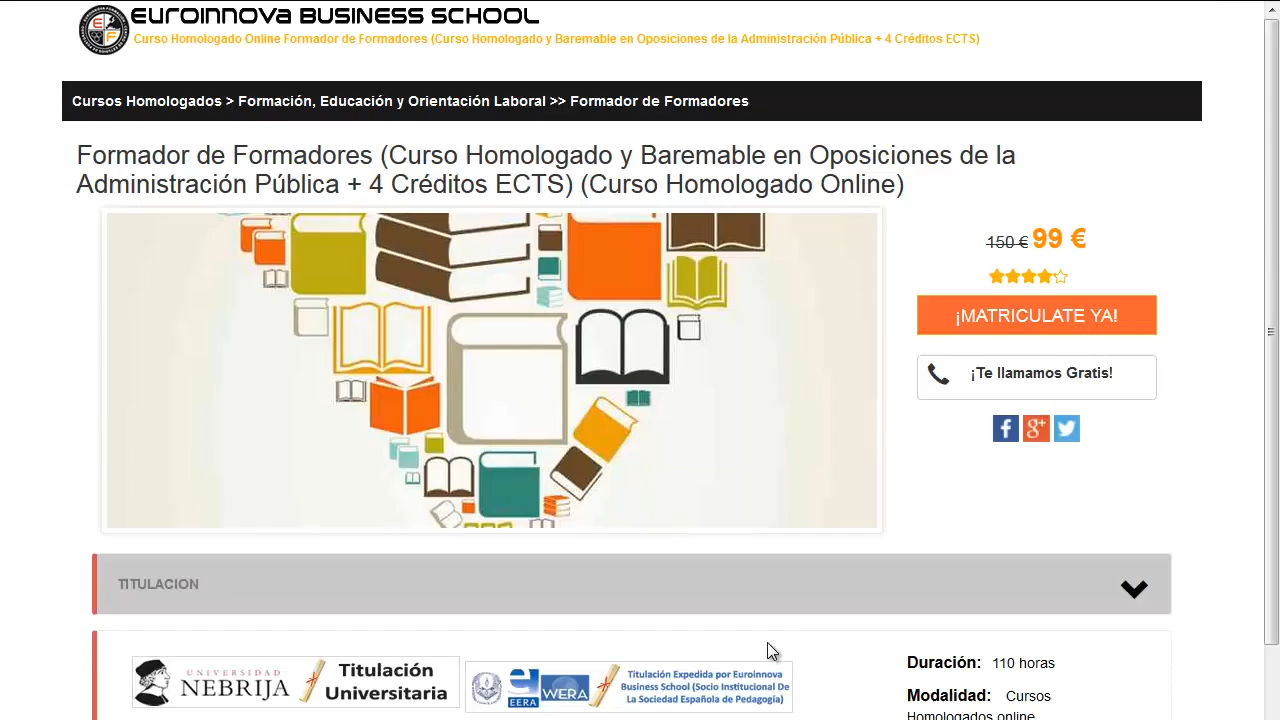 EUROINNOVA BUSINESS SCHOOL
Curso Homologado Online Formador de Formadores (Curso Homologado y Baremable en Oposiciones de la Administración Pública + 4 Créditos ECTS)
Cursos Homologados > Formación, Educación y Orientación Laboral >> Formador de Formadores
Formador de Formadores (Curso Homologado y Baremable en Oposiciones de la
Administración Pública + 4 Créditos ECTS) (Curso Homologado Online)
150 € 99 €
¡MATRICULATE YA!
¡Te llamamos Gratis!
TITULACION
UNIVERSIDAD
NEBRIJA
Titulación
Universitaria
EERA
WERA
Titulación Expedida por Euroinnova
Business School (Socio Institucional De
La Sociedad Española de Pedagogía)
Duración: 110 horas
Modalidad: Cursos
Homologados online